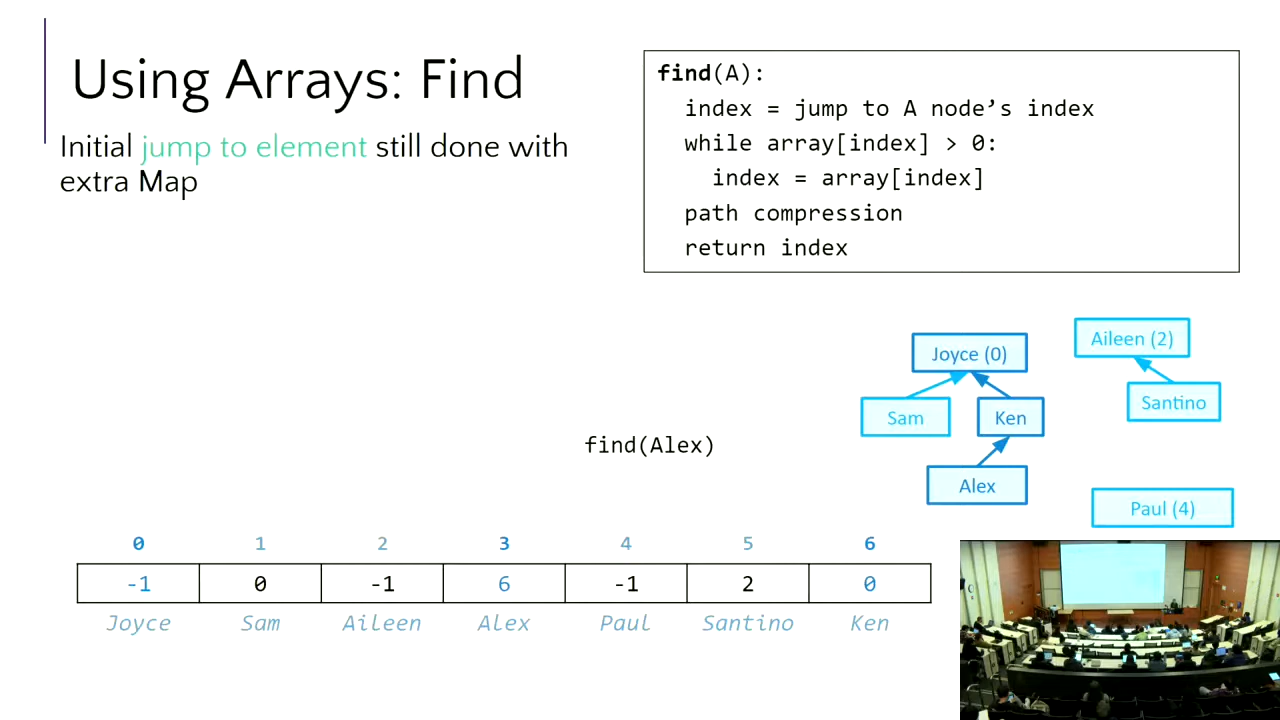 Using Arrays: Find
Initial jump to element still done with
extra Map
find(A):
index = jump to A node’s index
while array[index] > 0:
index = array[index]
path compression
return index
Joyce (0)
Aileen (2)
Sam
Ken
Santino
Alex
Paul (4)
find(Alex)
0 1 2 3 4 5 6
-1 0 -1 6 -1 2 0
Joyce Sam Aileen Alex Paul Santino Ken